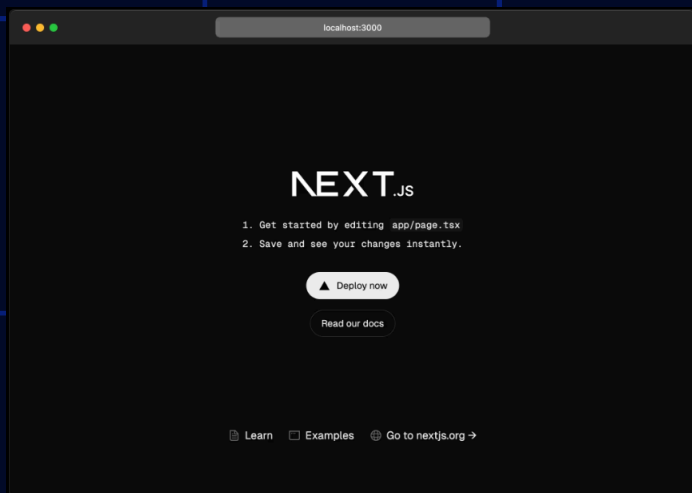 localhost:3000
NEXT.JS
1. Get started by editing app/page.tsx
2. Save and see your changes instantly.
Deploy now
Read our docs
Learn Examples Go to nextjs.org →